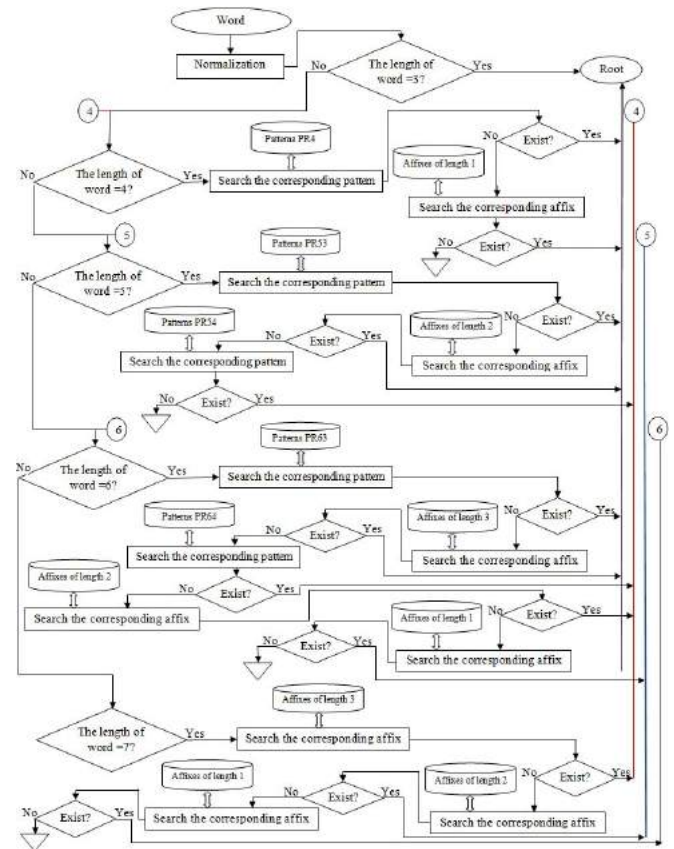 Word
Normalization
No
The length of
word =3?
Yes
Root
4
4
Patterns PR4
No
Exist?
Yes
No
The length of
word =4?
Yes
Search the corresponding pattern
Affixes of length 1
Search the corresponding affix
No
Exist?
Yes
5
5
Patterns PR53
No
The length of
word =5?
Yes
Search the corresponding pattern
No
Exist?
Yes
Patterns PR54
Affixes of length 2
No
Exist?
Yes
Search the corresponding pattern
Search the corresponding affix
No
Exist?
Yes
6
6
Patterns PR63
No
The length of
word =6?
Yes
Search the corresponding pattern
No
Exist?
Yes
Patterns PR64
Affixes of length 3
No
Exist?
Yes
Search the corresponding pattern
Search the corresponding affix
Affixes of length 2
No
Exist?
Yes
Search the corresponding affix
Affixes of length 1
No
Exist?
Yes
No
Exist?
Yes
Search the corresponding affix
Affixes of length 3
The length of
word =7?
Yes
Search the corresponding affix
Affixes of length 1
Affixes of length 2
No
Exist?
Yes
No
Exist?
Yes
No
Exist?
Yes
Search the corresponding affix
Search the corresponding affix